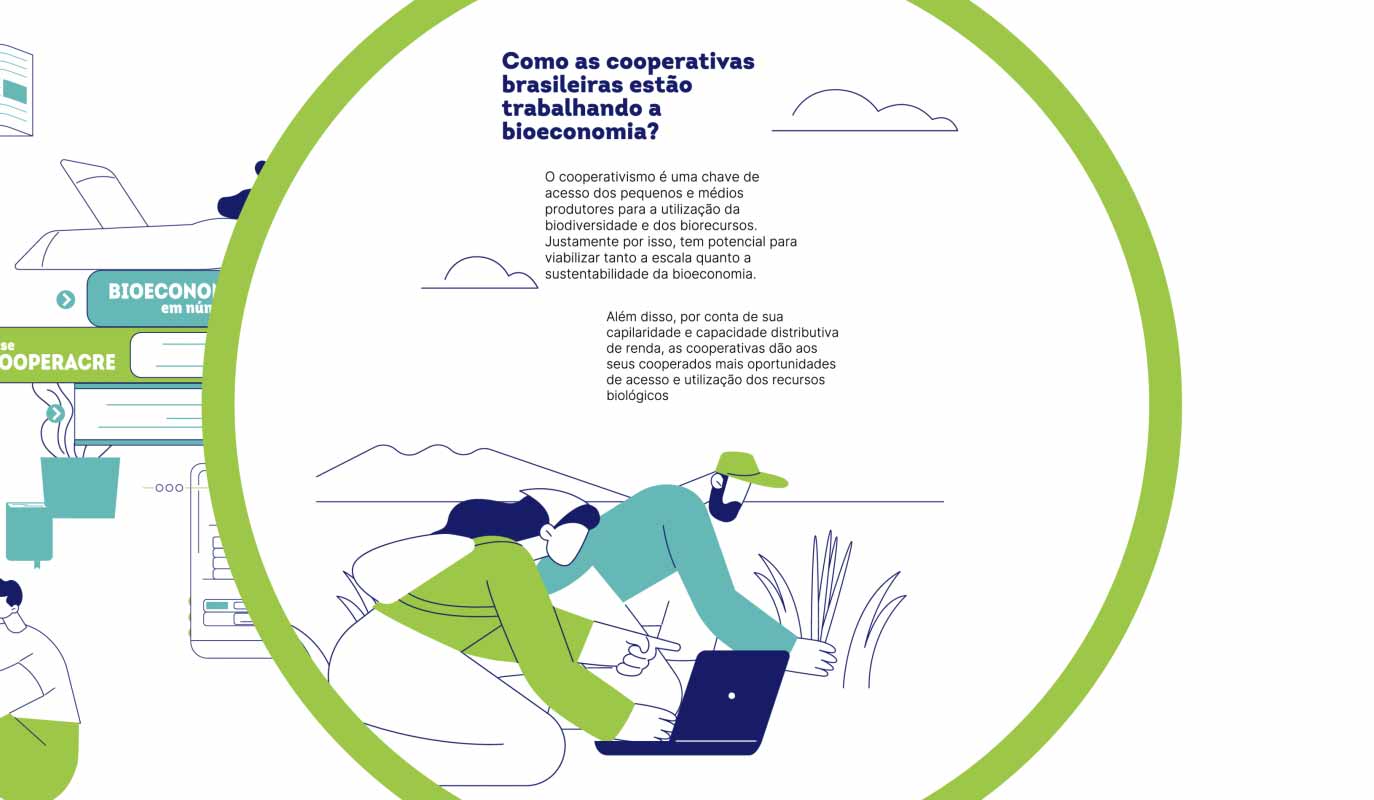 Como as cooperativas
brasileiras estão
trabalhando a
bioeconomia?
O cooperativismo é uma chave de
acesso dos pequenos e médios
produtores para a utilização da
biodiversidade e dos biorecursos.
Justamente por isso, tem potencial para
viabilizar tanto a escala quanto a
sustentabilidade da bioeconomia.
Além disso, por conta de sua
capilaridade e capacidade distributiva
de renda, as cooperativas dão aos
seus cooperados mais oportunidades
de acesso e utilização dos recursos
biológicos
BIOECONO
em nú
se
OOPERACRE